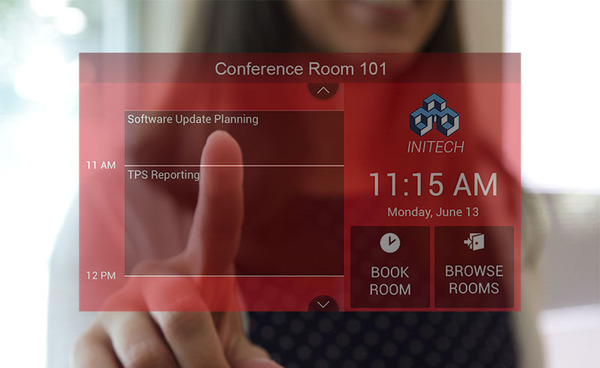 Conference Room 101
Software Update Planning
11 AM
TPS Reporting
12 PM
INITECH
11:15 AM
Monday, June 13
BOOK
ROOM
BROWSE
ROOMS